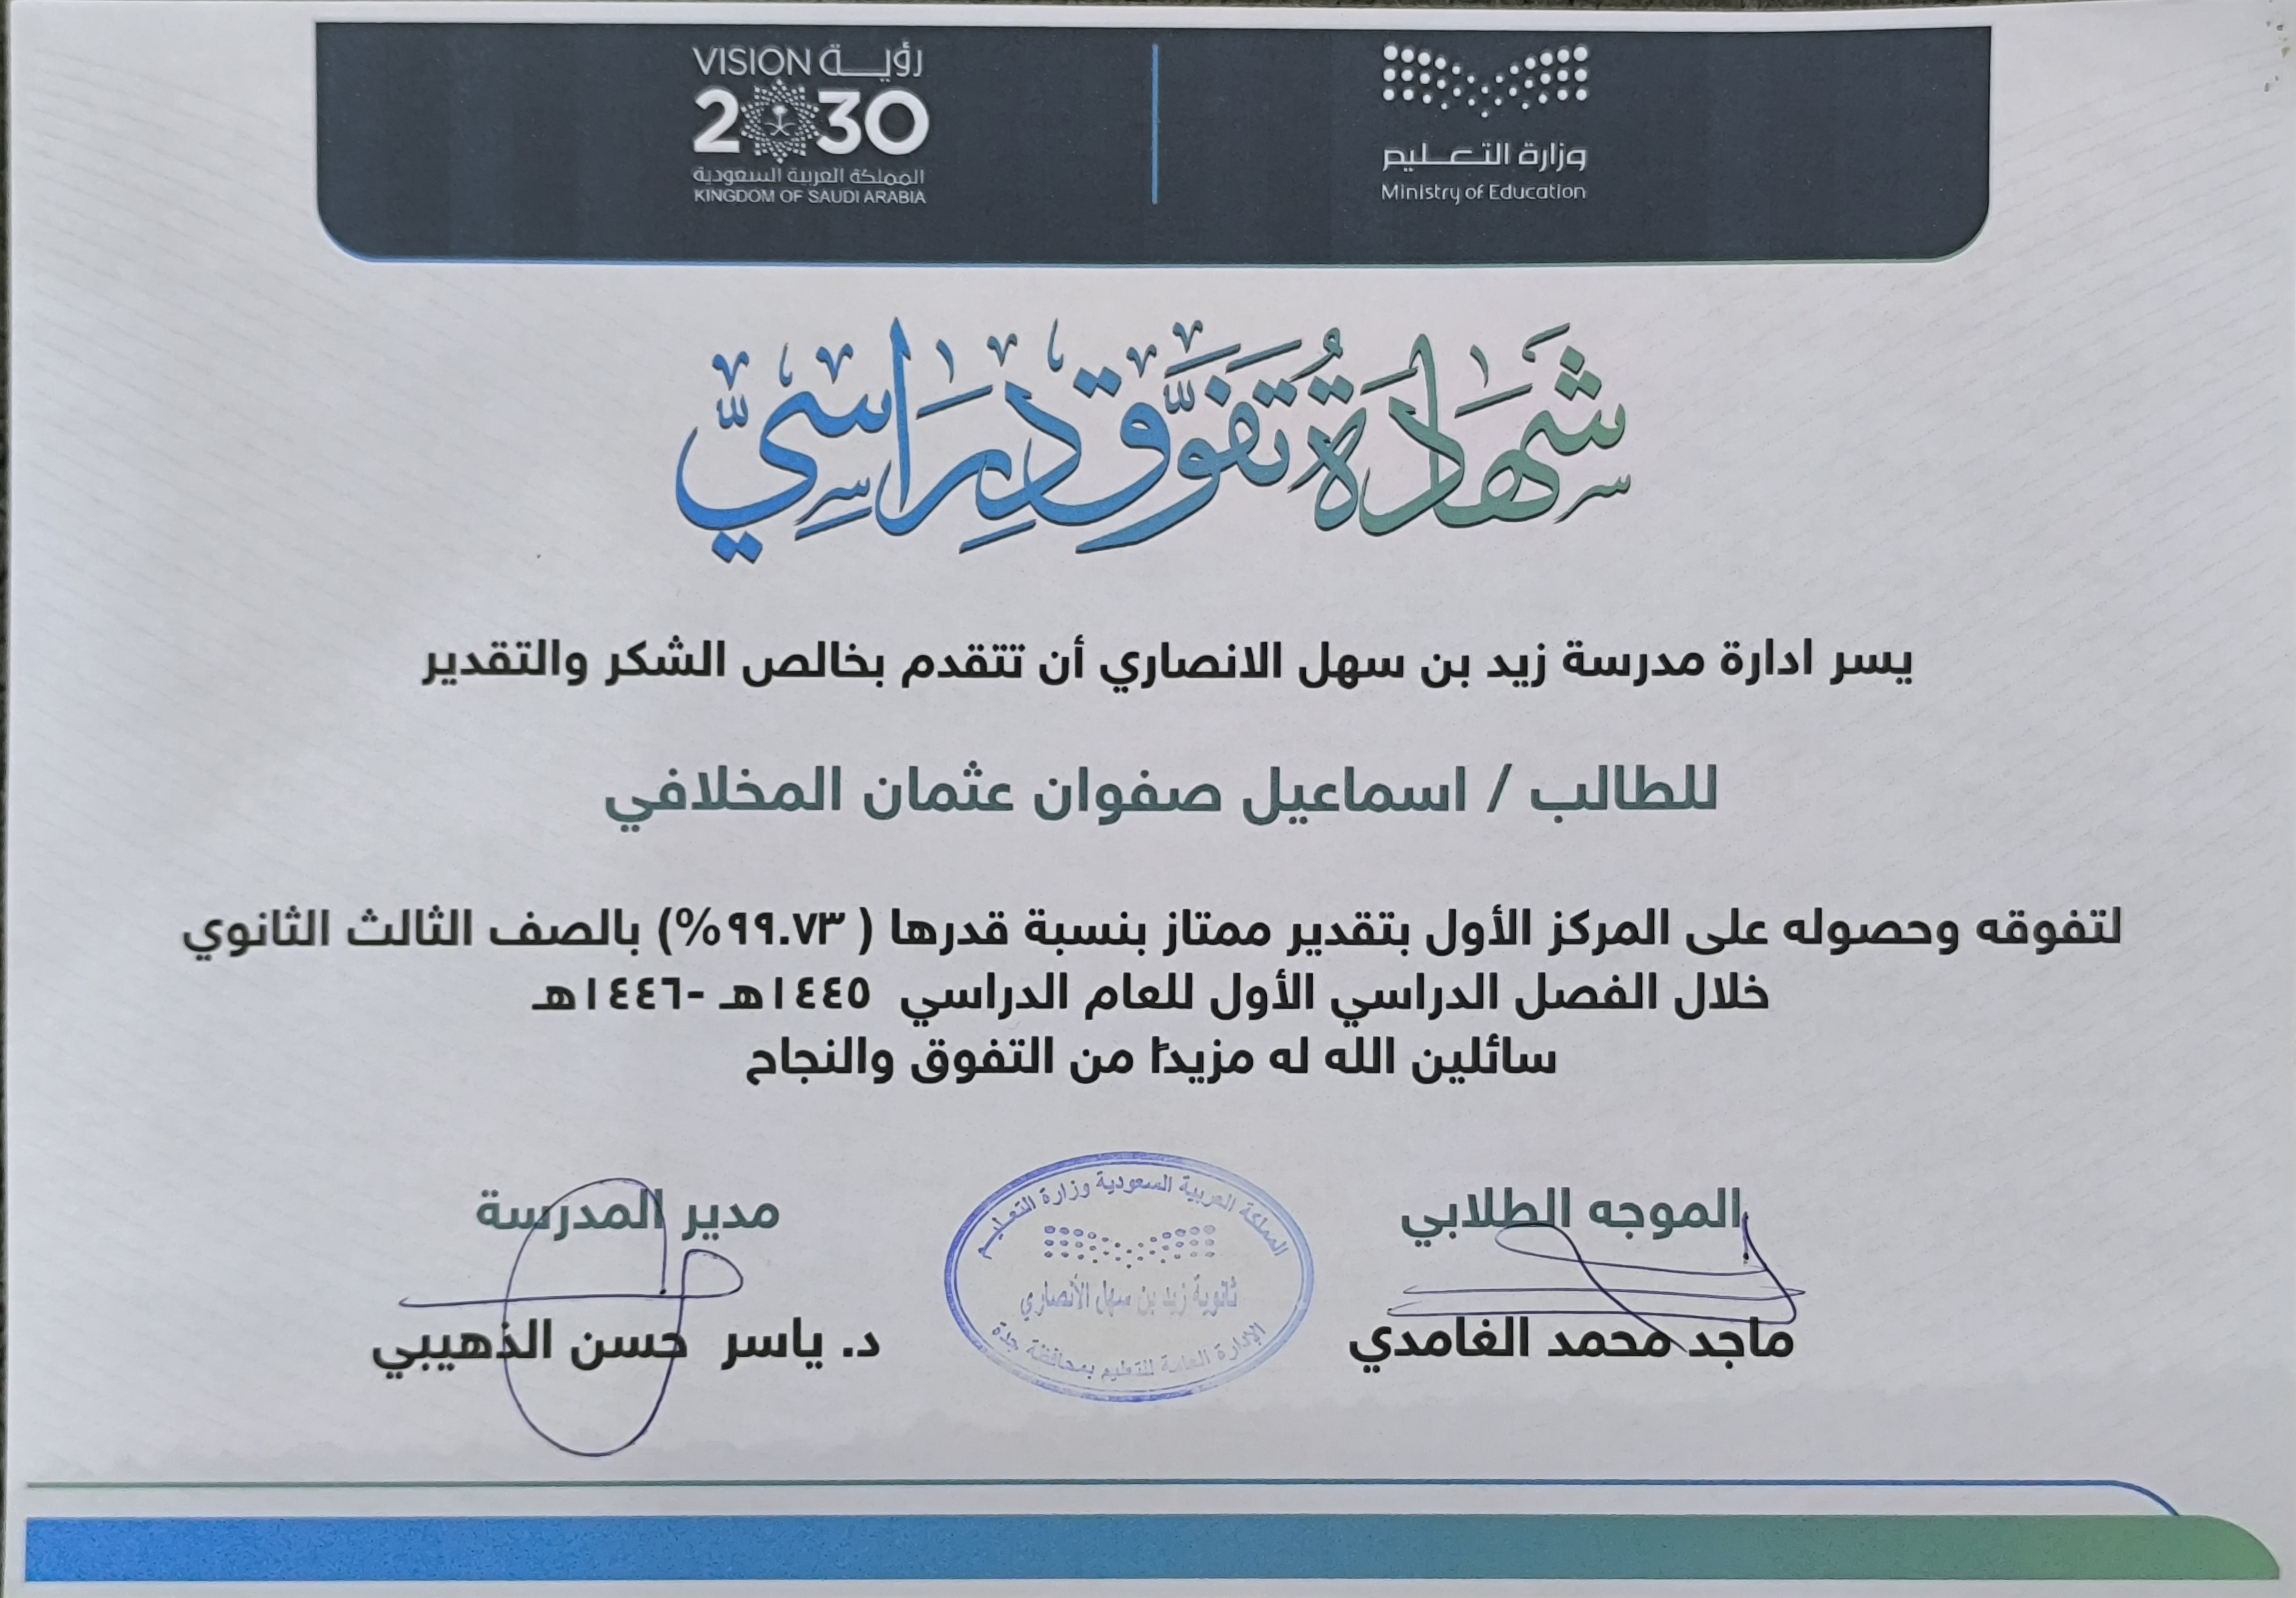 VISION رؤية
2030
المملكة العربية السعودية
KINGDOM OF SAUDI ARABIA
وزارة التعليم
Ministry of Education
شَهَادَةُ تَفَوَّق دِرَاسِيّ
يسر ادارة مدرسة زيد بن سهل الانصاري أن تتقدم بخالص الشكر والتقدير
للطالب / اسماعيل صفوان عثمان المخلافي
لتفوقه وحصوله على المركز الأول بتقدير ممتاز بنسبة قدرها ( ٩٩.٧٣%) بالصف الثالث الثانوي
خلال الفصل الدراسي الأول للعام الدراسي ١٤٤٥هـ -١٤٤٦هـ
سائلين الله له مزيدًا من التفوق والنجاح
الموجه الطلابي
ماجد محمد الغامدي
المملكة العربية السعودية وزارة التعليم
ثانوية زيد بن سهل الأنصاري
الإدارة العامة للتعليم بمحافظة جدة
مدير المدرسة
د. ياسر حسن الذهيبي